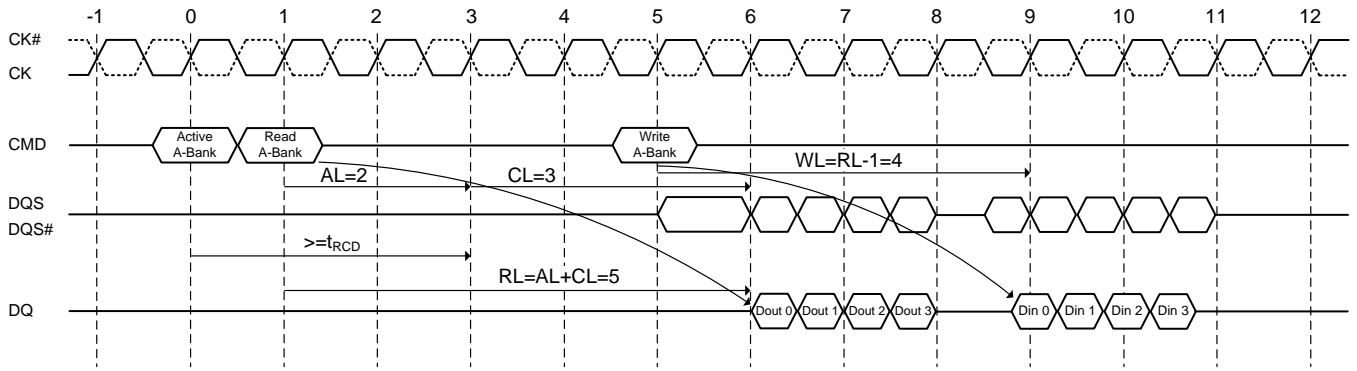 -1 0 1 2 3 4 5 6 7 8 9 10 11 12
CK#
CK
CMD
Active A-Bank
Read A-Bank
Write A-Bank
WL=RL-1=4
AL=2
CL=3
DQS
DQS#
>=tRCD
RL=AL+CL=5
DQ
Dout 0 Dout 1 Dout 2 Dout 3 Din 0 Din 1 Din 2 Din 3